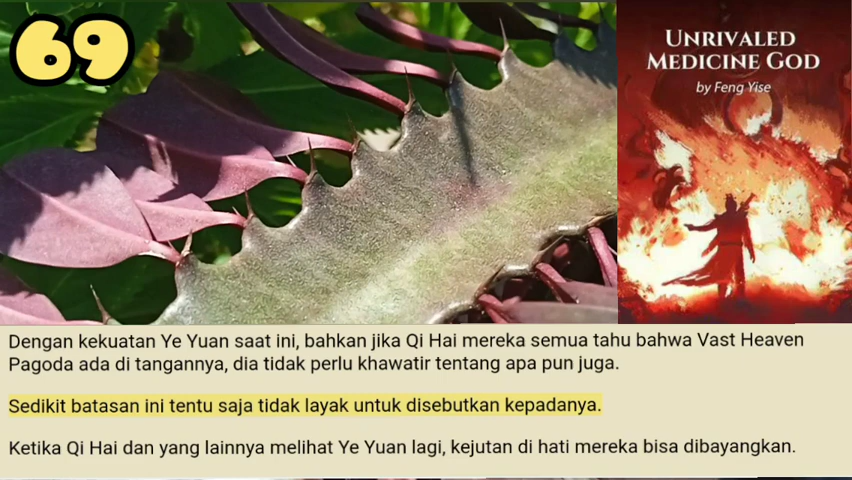 69
UNRIVALED
MEDICINE GOD
by Feng Yise
Dengan kekuatan Ye Yuan saat ini, bahkan jika Qi Hai mereka semua tahu bahwa Vast Heaven
Pagoda ada di tangannya, dia tidak perlu khawatir tentang apa pun juga.
Sedikit batasan ini tentu saja tidak layak untuk disebutkan kepadanya.
Ketika Qi Hai dan yang lainnya melihat Ye Yuan lagi, kejutan di hati mereka bisa dibayangkan.